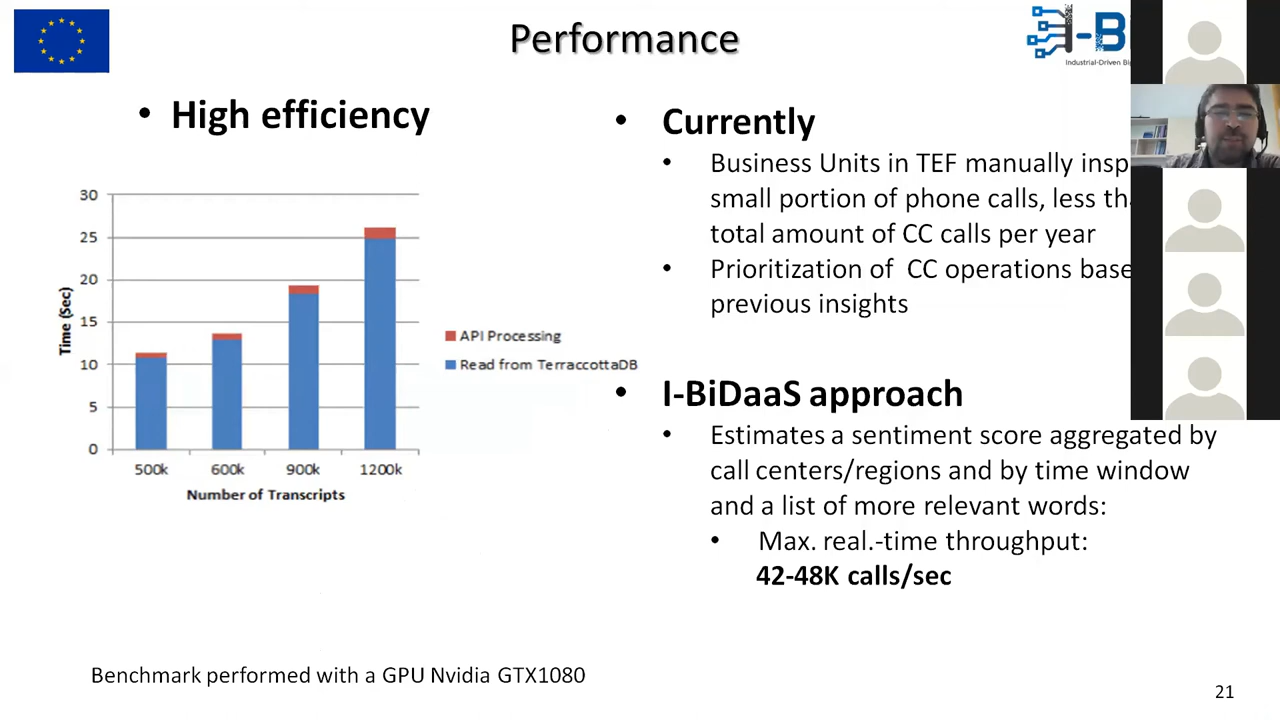 Performance
I-B
Industrial-Driven
• High efficiency
30
25
20
15
10
5
0
Time (Sec)
500k 600k 900k 1200k
Number of Transcripts
API Processing
Read from TerraccottaDB
• Currently
• Business Units in TEF manually
small portion of phone calls, less
total amount of CC calls per year
• Prioritization of CC operations
previous insights
• I-BiDaaS approach
• Estimates a sentiment score aggregated by
call centers/regions and by time window
and a list of more relevant words:
• Max. real.-time throughput:
42-48K calls/sec
Benchmark performed with a GPU Nvidia GTX1080
21